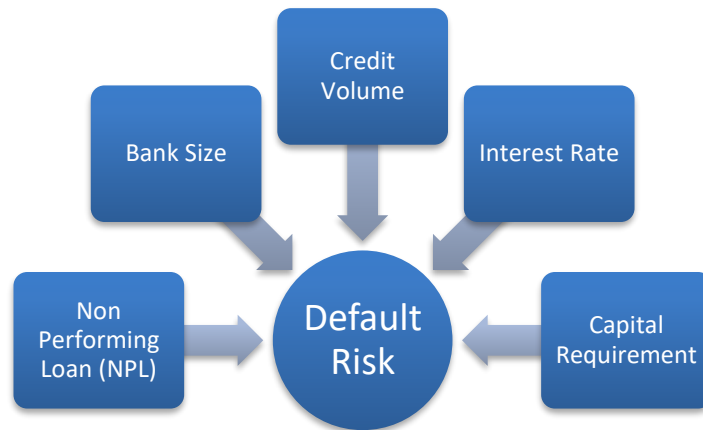 Credit
Volume
Bank Size
Interest Rate
Non
Performing
Loan (NPL)
Default
Risk
Capital
Requirement